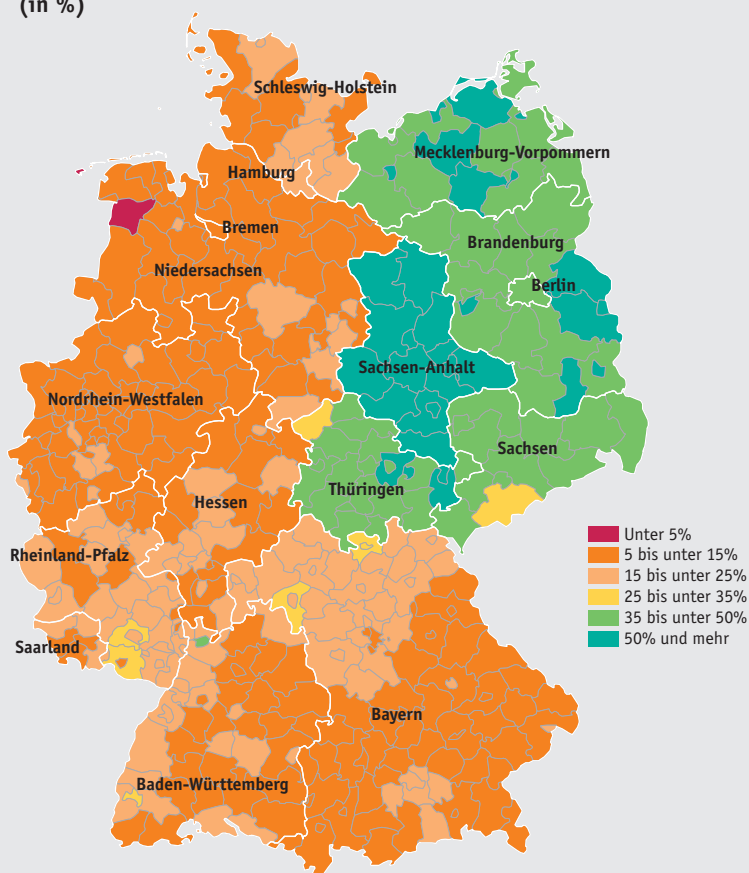 (in %)
Schleswig-Holstein
Mecklenburg-Vorpommern
Hamburg
Bremen
Brandenburg
Niedersachsen
Berlin
Sachsen-Anhalt
Nordrhein-Westfalen
Sachsen
Thüringen
Hessen
Rheinland-Pfalz
Saarland
Bayern
Baden-Württemberg
Unter 5%
5 bis unter 15%
15 bis unter 25%
25 bis unter 35%
35 bis unter 50%
50% und mehr